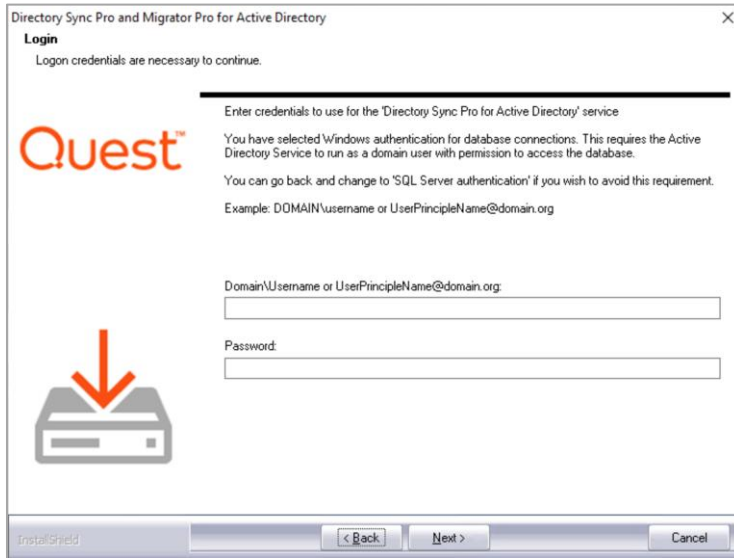 Directory Sync Pro and Migrator Pro for Active Directory
Login
Logon credentials are necessary to continue.
Enter credentials to use for the 'Directory Sync Pro for Active Directory' service
Quest™
You have selected Windows authentication for database connections. This requires the Active
Directory Service to run as a domain user with permission to access the database.
You can go back and change to 'SQL Server authentication' if you wish to avoid this requirement.
Example: DOMAIN\username or UserPrincipleName@domain.org
Domain\Username or UserPrincipleName@domain.org:
Password:
InstallShield
< Back
Next >
Cancel